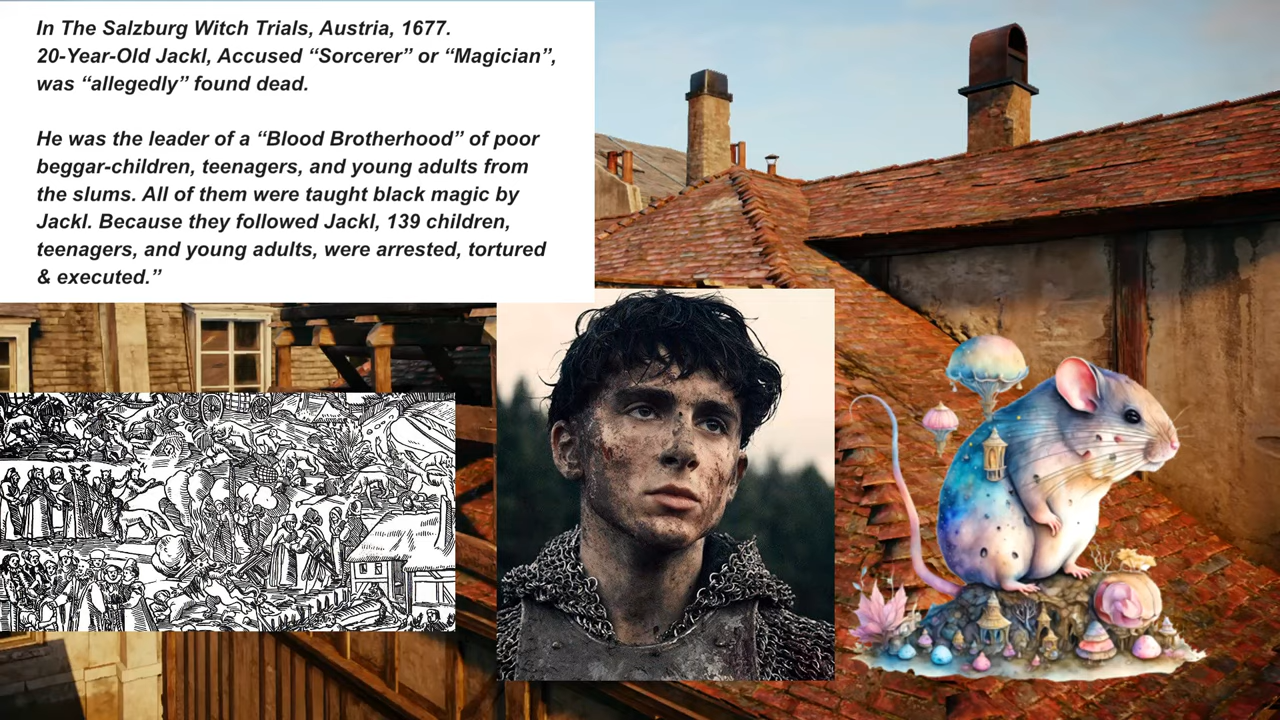 In The Salzburg Witch Trials, Austria, 1677.
20-Year-Old Jackl, Accused “Sorcerer” or “Magician”,
was “allegedly” found dead.
He was the leader of a “Blood Brotherhood” of poor
beggar-children, teenagers, and young adults from
the slums. All of them were taught black magic by
Jackl. Because they followed Jackl, 139 children,
teenagers, and young adults, were arrested, tortured
& executed.”